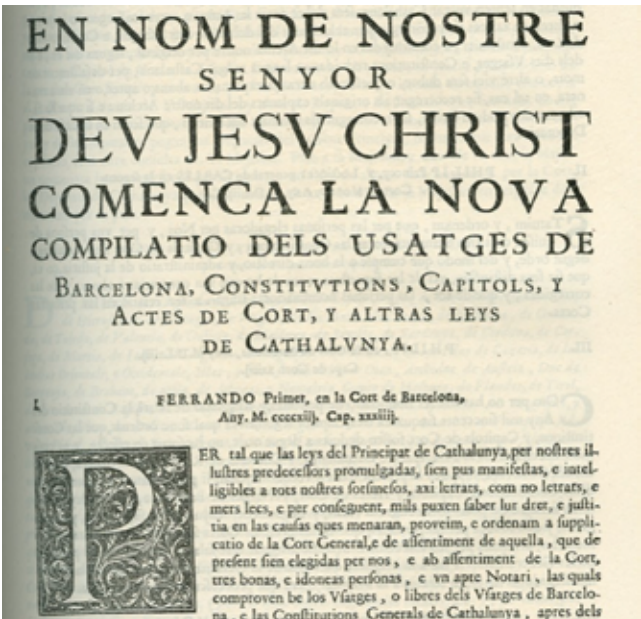 EN NOM DE NOSTRE
SENYOR
DEV JESV CHRIST
COMENCA LA NOVA
COMPILATIO DELS USATGES DE
BARCELONA, CONSTITVTIONS, CAPITOLS, Y
ACTES DE CORT, Y ALTRAS LEYS
DE CATHALVNYA.
I. FERRANDO Primer, en la Cort de Barcelona,
Any. M. ccccxiij. Cap. xxxiiij.
PER tal que las leys del Principat de Cathalunya, per nostres il-
lustres predecessors promulgadas, sien pus manifestas, e intel-
ligibles a tots nostres sotsmesos, axi letrats, com no letrats, e
mers lecs, e per conseguent, mils puxen saber lur dret, e justi-
tia en las causas ques menaran, proveim, e ordenam a suppli-
catio de la Cort General, e de assentiment de aquella, que de
present sien elegidas per nos, e ab assentiment de la Cort,
tres bonas, e idoneas personas, e vn apte Notari, las quals
comproven be los Vsatges, o libres dels Vsatges de Barcelo-
na, e las Constitutions Generals de Cathalunya, apres dels